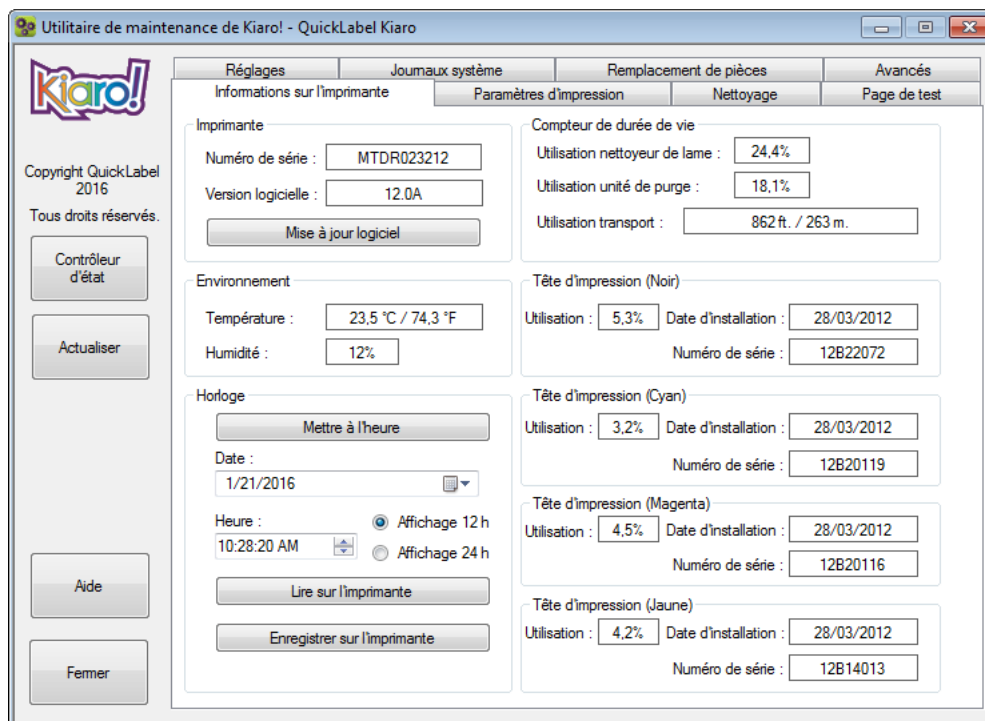 Utilitaire de maintenance de Kiaro! - QuickLabel Kiaro
Kiaro!
Copyright QuickLabel
2016
Tous droits réservés.
Contrôleur
d'état
Actualiser
Aide
Fermer
Réglages
Journaux système
Remplacement de pièces
Avancés
Informations sur l'imprimante
Paramètres d'impression
Nettoyage
Page de test
Imprimante
Numéro de série : MTDR023212
Version logicielle : 12.0A
Mise à jour logiciel
Environnement
Température : 23,5 °C / 74,3 °F
Humidité : 12%
Horloge
Mettre à l'heure
Date :
1/21/2016
Heure :
10:28:20 AM
Affichage 12 h
Affichage 24 h
Lire sur l'imprimante
Enregistrer sur l'imprimante
Compteur de durée de vie
Utilisation nettoyeur de lame : 24,4%
Utilisation unité de purge : 18,1%
Utilisation transport : 862 ft. / 263 m.
Tête d'impression (Noir)
Utilisation : 5,3% Date d'installation : 28/03/2012
Numéro de série : 12B22072
Tête d'impression (Cyan)
Utilisation : 3,2% Date d'installation : 28/03/2012
Numéro de série : 12B20119
Tête d'impression (Magenta)
Utilisation : 4,5% Date d'installation : 28/03/2012
Numéro de série : 12B20116
Tête d'impression (Jaune)
Utilisation : 4,2% Date d'installation : 28/03/2012
Numéro de série : 12B14013